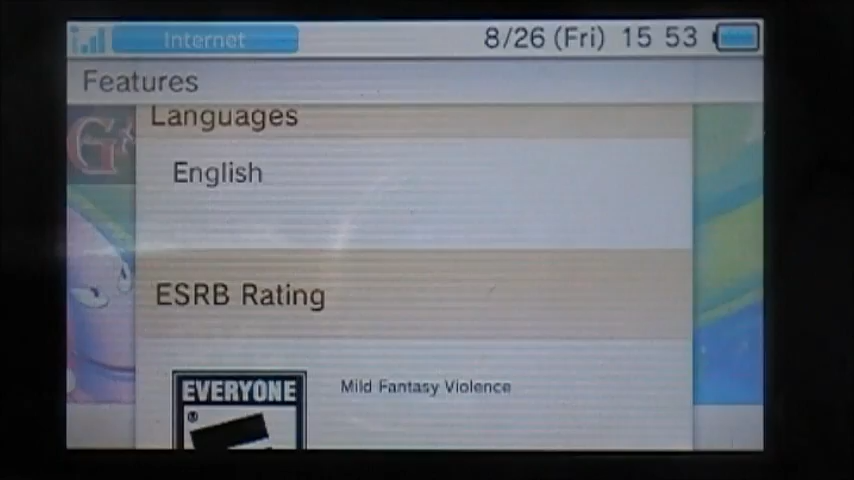 Internet 8/26 (Fri) 15 53
Features
G
Languages
English
ESRB Rating
EVERYONE
Mild Fantasy Violence